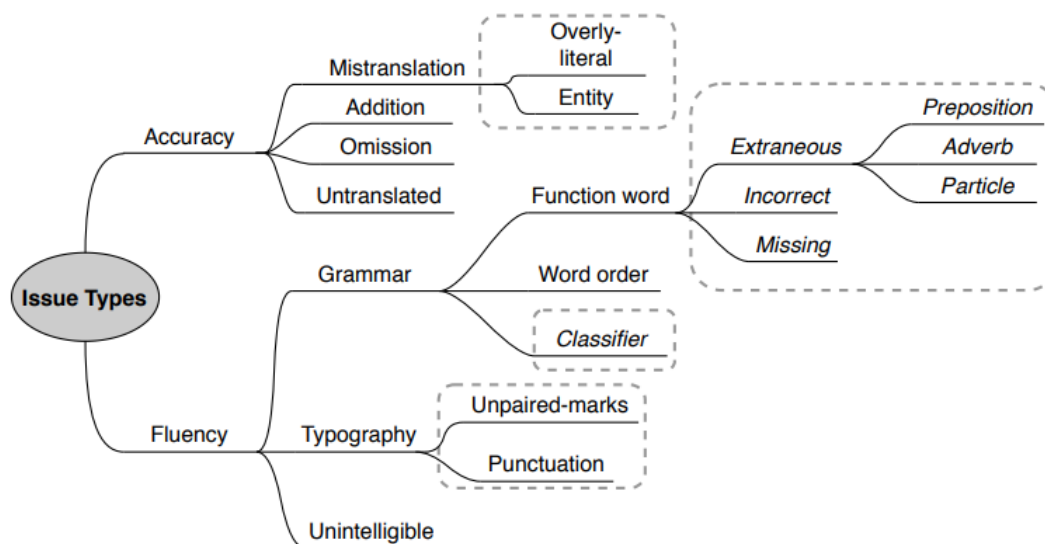 Issue Types
Accuracy
Mistranslation
Overly-
literal
Entity
Addition
Omission
Untranslated
Fluency
Grammar
Function word
Extraneous
Preposition
Adverb
Particle
Incorrect
Missing
Word order
Classifier
Typography
Unpaired-marks
Punctuation
Unintelligible